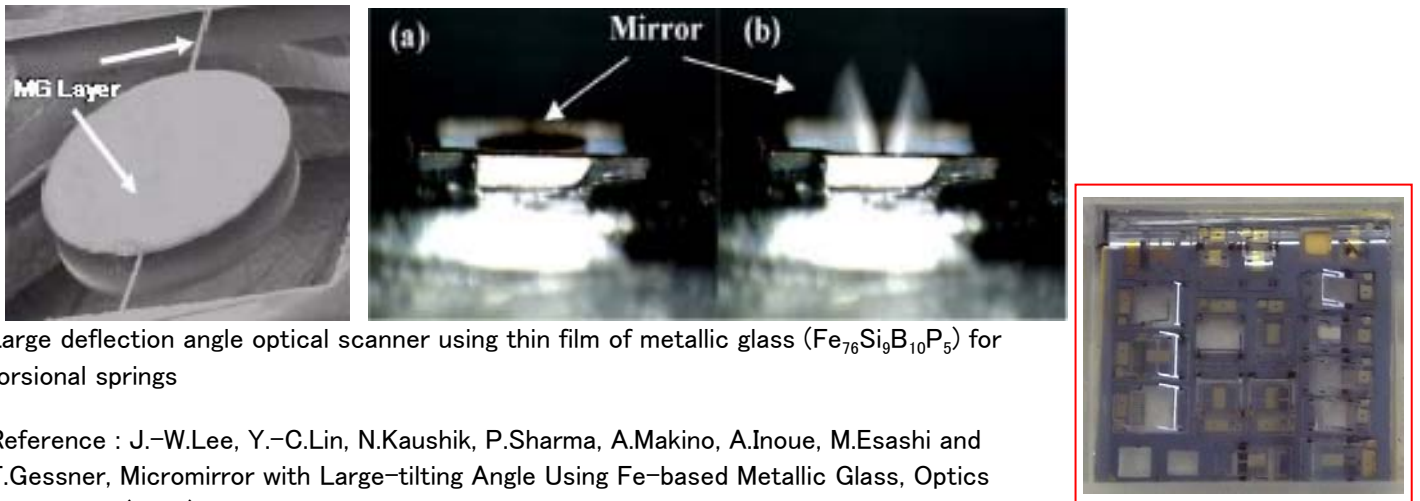 MG Layer
(a) Mirror (b)
arge deflection angle optical scanner using thin film of metallic glass (Fe₇₆Si₉B₁₀P₅) for
orsional springs
Reference : J.-W.Lee, Y.-C.Lin, N.Kaushik, P.Sharma, A.Makino, A.Inoue, M.Esashi and
T.Gessner, Micromirror with Large-tilting Angle Using Fe-based Metallic Glass, Optics